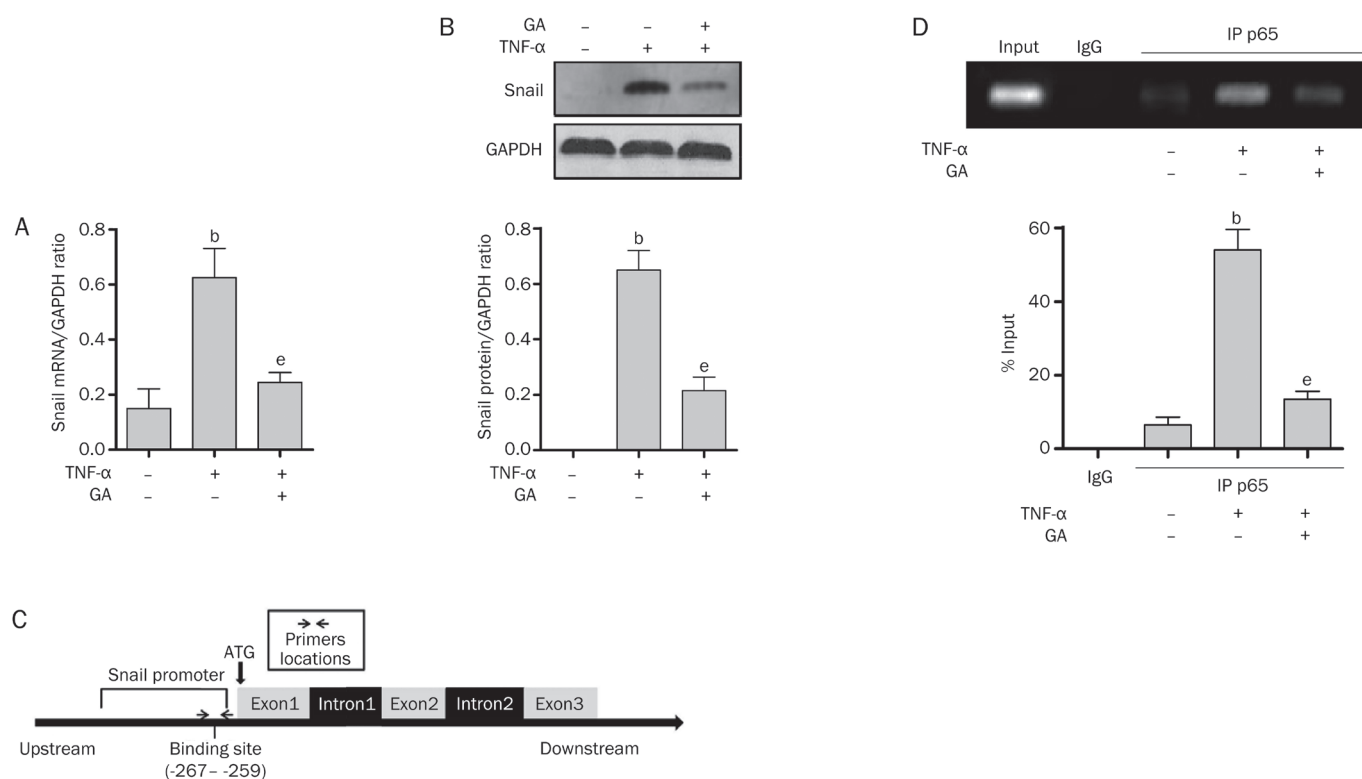 A
Snail mRNA/GAPDH ratio
0.8
0.6
0.4
0.2
0.0
b
e
TNF-α – + +
GA – – +
B
GA – – +
TNF-α – + +
Snail
GAPDH
Snail protein/GAPDH ratio
0.8
0.6
0.4
0.2
0.0
b
e
TNF-α – + +
GA – – +
C
Primers
locations
ATG
Snail promoter
Exon1 Intron1 Exon2 Intron2 Exon3
Upstream Binding site Downstream
(-267– -259)
D
IP p65
Input IgG
TNF-α – + +
GA – – +
% Input
60
40
20
0
b
e
IgG IP p65
TNF-α – + +
GA – – +